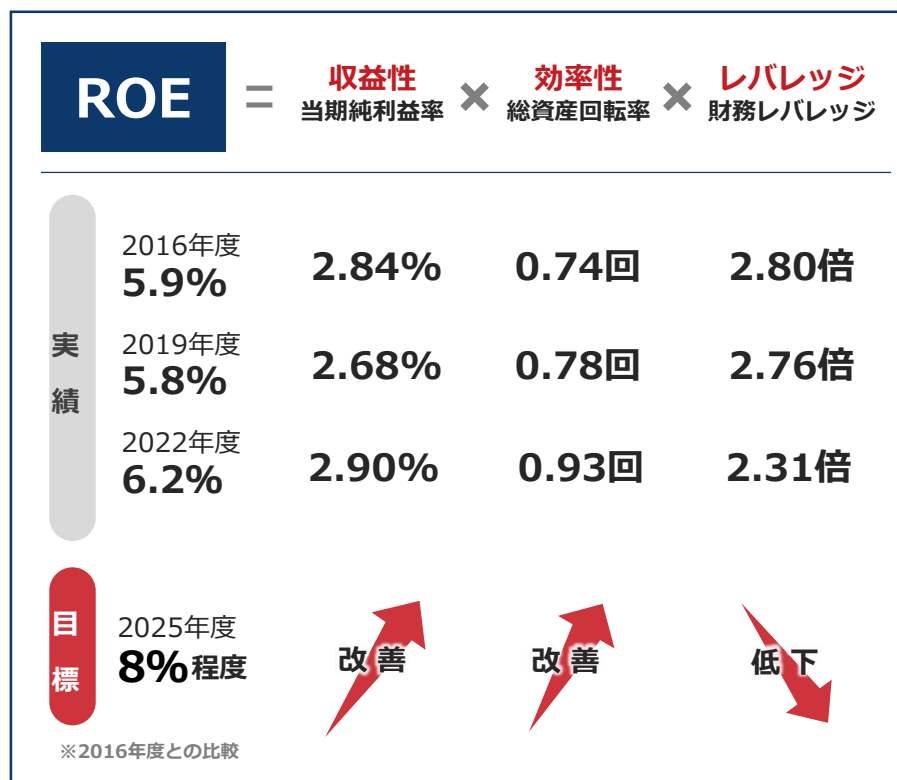 ROE = 収益性 × 効率性 × レバレッジ
当期純利益率 総資産回転率 財務レバレッジ
実績
2016年度
5.9% 2.84% 0.74回 2.80倍
2019年度
5.8% 2.68% 0.78回 2.76倍
2022年度
6.2% 2.90% 0.93回 2.31倍
目標
2025年度
8%程度 改善 改善 低下
※2016年度との比較